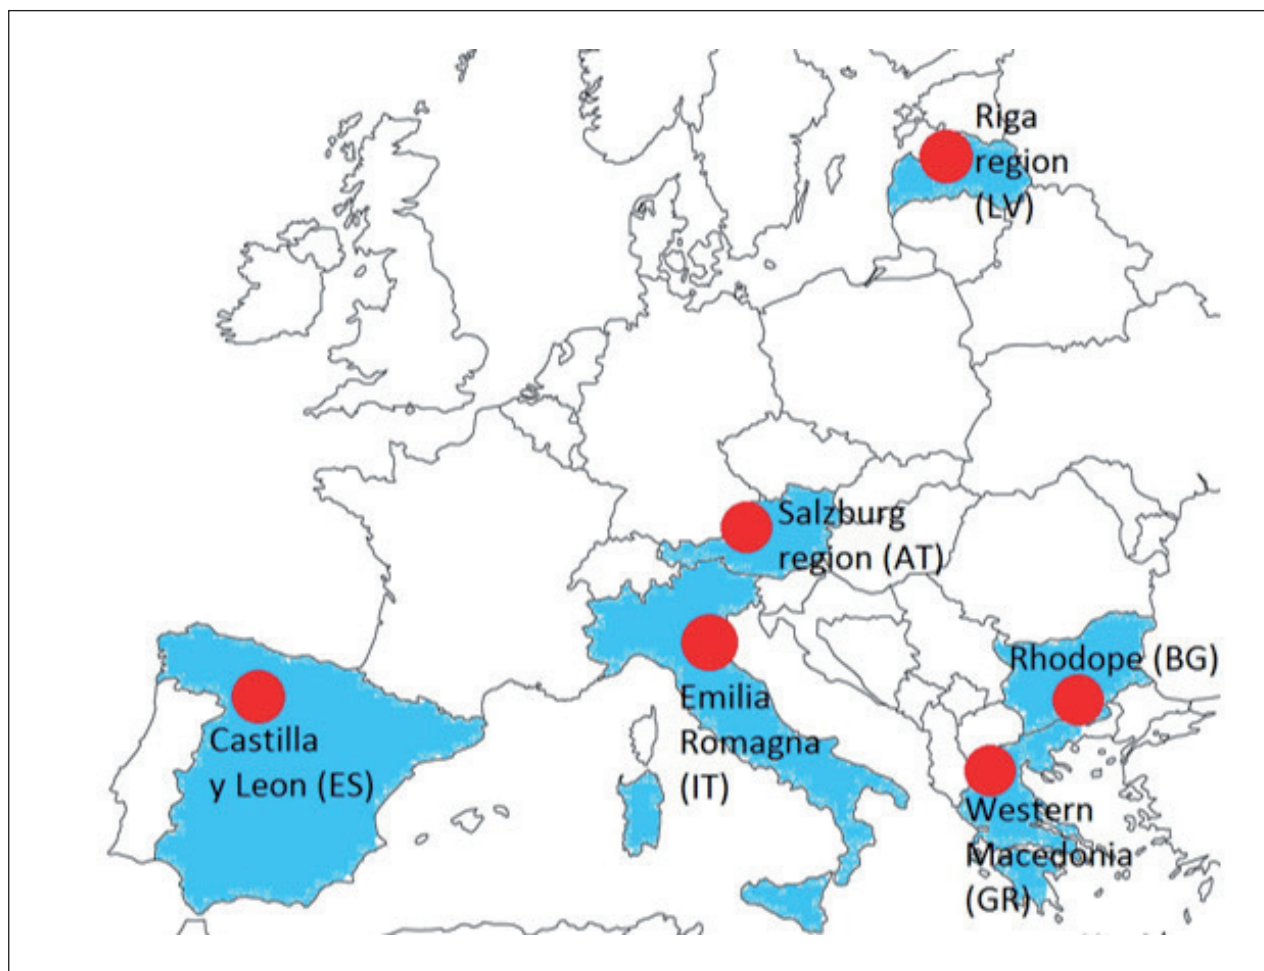 Riga
region
(LV)
Salzburg
region (AT)
Rhodope (BG)
Emilia
Romagna
(IT)
Castilla
y Leon (ES)
Western
Macedonia
(GR)